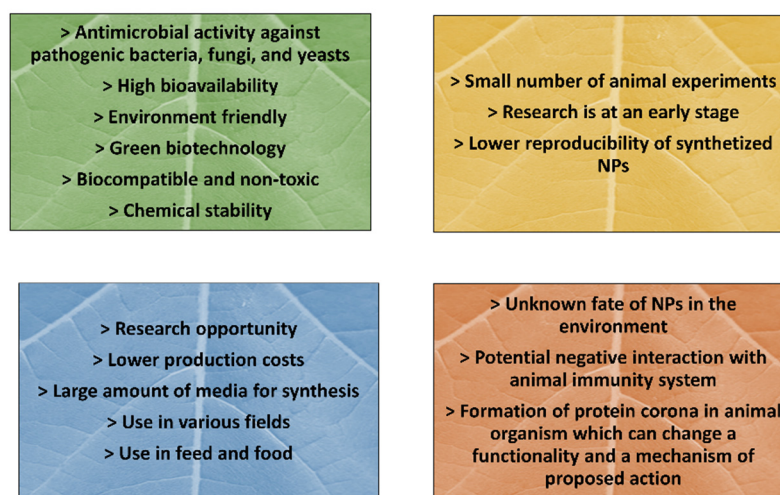 > Antimicrobial activity against
pathogenic bacteria, fungi, and yeasts
> High bioavailability
> Environment friendly
> Green biotechnology
> Biocompatible and non-toxic
> Chemical stability
> Small number of animal experiments
> Research is at an early stage
> Lower reproducibility of synthetized
NPs
> Research opportunity
> Lower production costs
> Large amount of media for synthesis
> Use in various fields
> Use in feed and food
> Unknown fate of NPs in the
environment
> Potential negative interaction with
animal immunity system
> Formation of protein corona in animal
organism which can change a
functionality and a mechanism of
proposed action